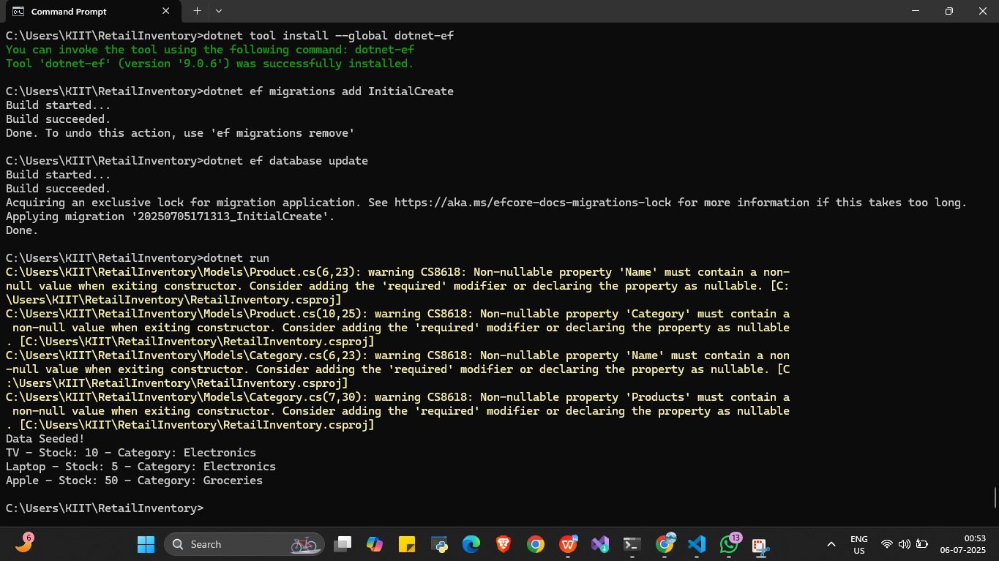 Command Prompt
C:\Users\KIIT\RetailInventory>dotnet tool install --global dotnet-ef
You can invoke the tool using the following command: dotnet-ef
Tool 'dotnet-ef' (version '9.0.6') was successfully installed.
C:\Users\KIIT\RetailInventory>dotnet ef migrations add InitialCreate
Build started...
Build succeeded.
Done. To undo this action, use 'ef migrations remove'
C:\Users\KIIT\RetailInventory>dotnet ef database update
Build started...
Build succeeded.
Acquiring an exclusive lock for migration application. See https://aka.ms/efcore-docs-migrations-lock for more information if this takes too long.
Applying migration '20250705171313_InitialCreate'.
Done.
C:\Users\KIIT\RetailInventory>dotnet run
C:\Users\KIIT\RetailInventory\Models\Product.cs(6,23): warning CS8618: Non-nullable property 'Name' must contain a non-
null value when exiting constructor. Consider adding the 'required' modifier or declaring the property as nullable. [C:
\Users\KIIT\RetailInventory\RetailInventory.csproj]
C:\Users\KIIT\RetailInventory\Models\Product.cs(10,25): warning CS8618: Non-nullable property 'Category' must contain a
non-null value when exiting constructor. Consider adding the 'required' modifier or declaring the property as nullable
. [C:\Users\KIIT\RetailInventory\RetailInventory.csproj]
C:\Users\KIIT\RetailInventory\Models\Category.cs(6,23): warning CS8618: Non-nullable property 'Name' must contain a non
-null value when exiting constructor. Consider adding the 'required' modifier or declaring the property as nullable. [C
:\Users\KIIT\RetailInventory\RetailInventory.csproj]
C:\Users\KIIT\RetailInventory\Models\Category.cs(7,30): warning CS8618: Non-nullable property 'Products' must contain a
non-null value when exiting constructor. Consider adding the 'required' modifier or declaring the property as nullable
. [C:\Users\KIIT\RetailInventory\RetailInventory.csproj]
Data Seeded!
TV - Stock: 10 - Category: Electronics
Laptop - Stock: 5 - Category: Electronics
Apple - Stock: 50 - Category: Groceries
C:\Users\KIIT\RetailInventory>
6
Search
13
ENG
US
00:53
06-07-2025